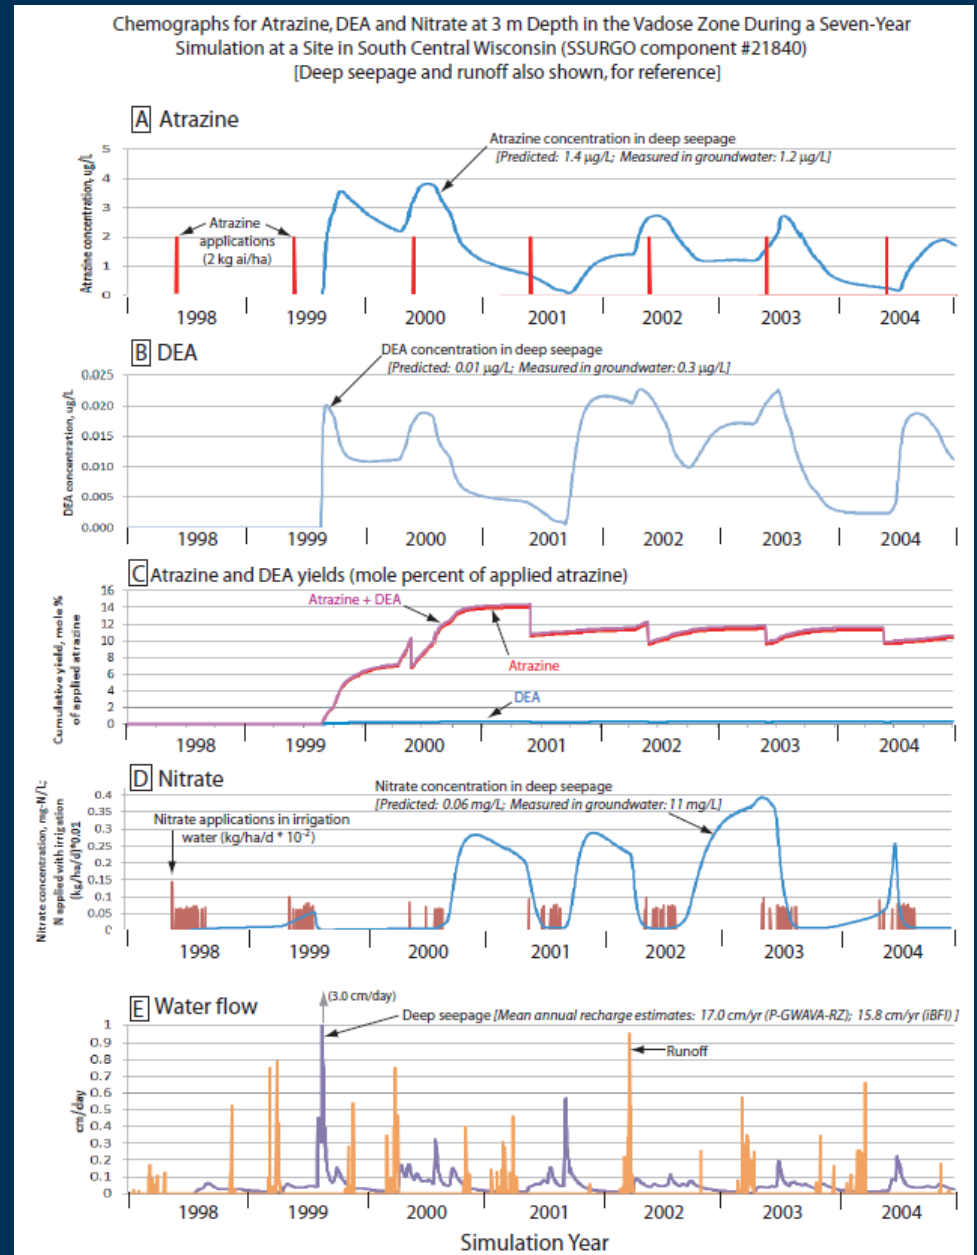 Chemographs for Atrazine, DEA and Nitrate at 3 m Depth in the Vadose Zone During a Seven-Year
Simulation at a Site in South Central Wisconsin (SSURGO component #21840)
[Deep seepage and runoff also shown, for reference]
A Atrazine
Atrazine concentration in deep seepage
[Predicted: 1.4 µg/L; Measured in groundwater: 1.2 µg/L]
Atrazine concentration, ug/L
5
4
3
2
1
0
Atrazine
applications
(2 kg ai/ha)
1998 1999 2000 2001 2002 2003 2004
B DEA
DEA concentration in deep seepage
[Predicted: 0.01 µg/L; Measured in groundwater: 0.3 µg/L]
DEA concentration, ug/L
0.025
0.020
0.015
0.010
0.005
0.000
1998 1999 2000 2001 2002 2003 2004
C Atrazine and DEA yields (mole percent of applied atrazine)
Cumulative yield, mole %
of applied atrazine
16
14
12
10
8
6
4
2
0
Atrazine + DEA
Atrazine
DEA
1998 1999 2000 2001 2002 2003 2004
D Nitrate
Nitrate concentration in deep seepage
[Predicted: 0.06 mg/L; Measured in groundwater: 11 mg/L]
Nitrate concentration, mg-N/L;
N applied with irrigation
(kg/ha/d)*0.01
0.4
0.35
0.3
0.25
0.2
0.15
0.1
0.05
0
Nitrate applications in irrigation
water (kg/ha/d * 10⁻²)
1998 1999 2000 2001 2002 2003 2004
E Water flow
(3.0 cm/day)
Deep seepage [Mean annual recharge estimates: 17.0 cm/yr (P-GWAVA-RZ); 15.8 cm/yr (iBFI) ]
Runoff
cm/day
1
0.9
0.8
0.7
0.6
0.5
0.4
0.3
0.2
0.1
0
1998 1999 2000 2001 2002 2003 2004
Simulation Year